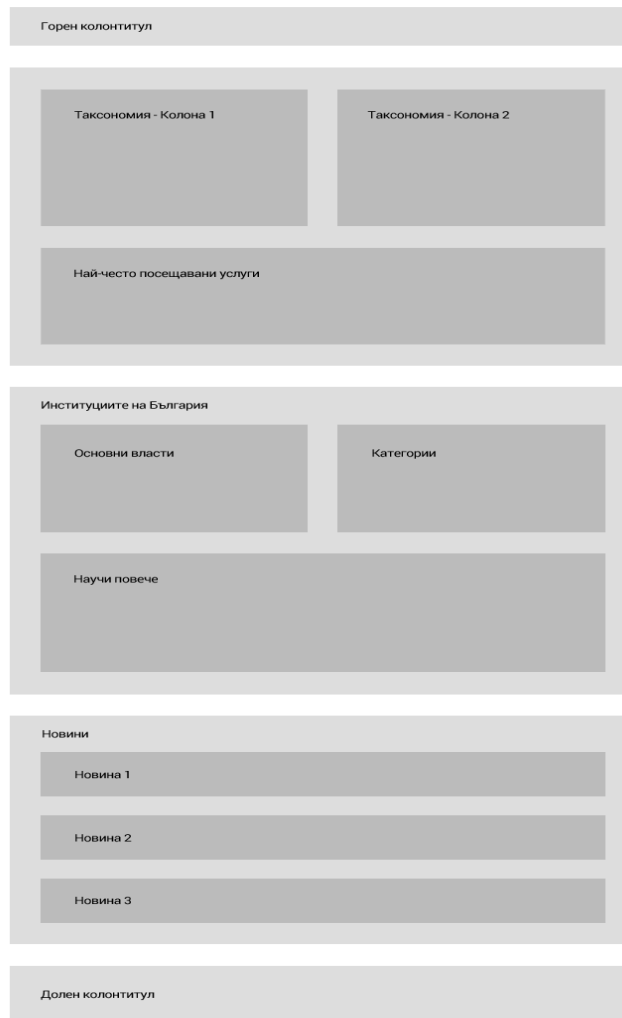 Горен колонтитул
Таксономия - Колона 1
Таксономия - Колона 2
Най-често посещавани услуги
Институциите на България
Основни власти
Категории
Научи повече
Новини
Новина 1
Новина 2
Новина 3
Долен колонтитул